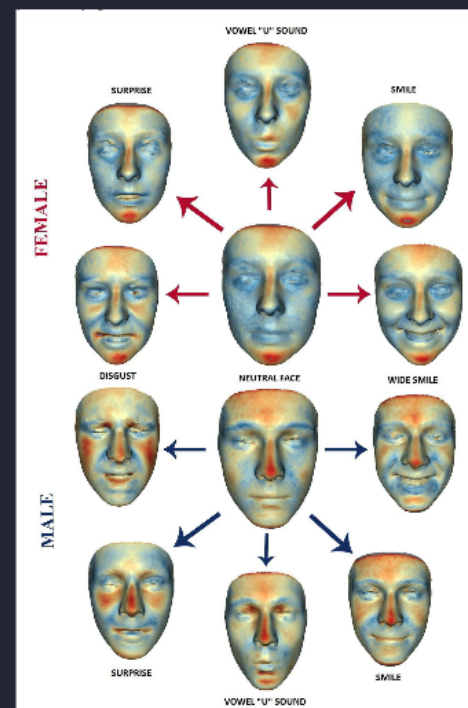 VOWEL "U" SOUND
SURPRISE
SMILE
FEMALE
DISGUST
NEUTRAL FACE
WIDE SMILE
MALE
SURPRISE
VOWEL "U" SOUND
SMILE